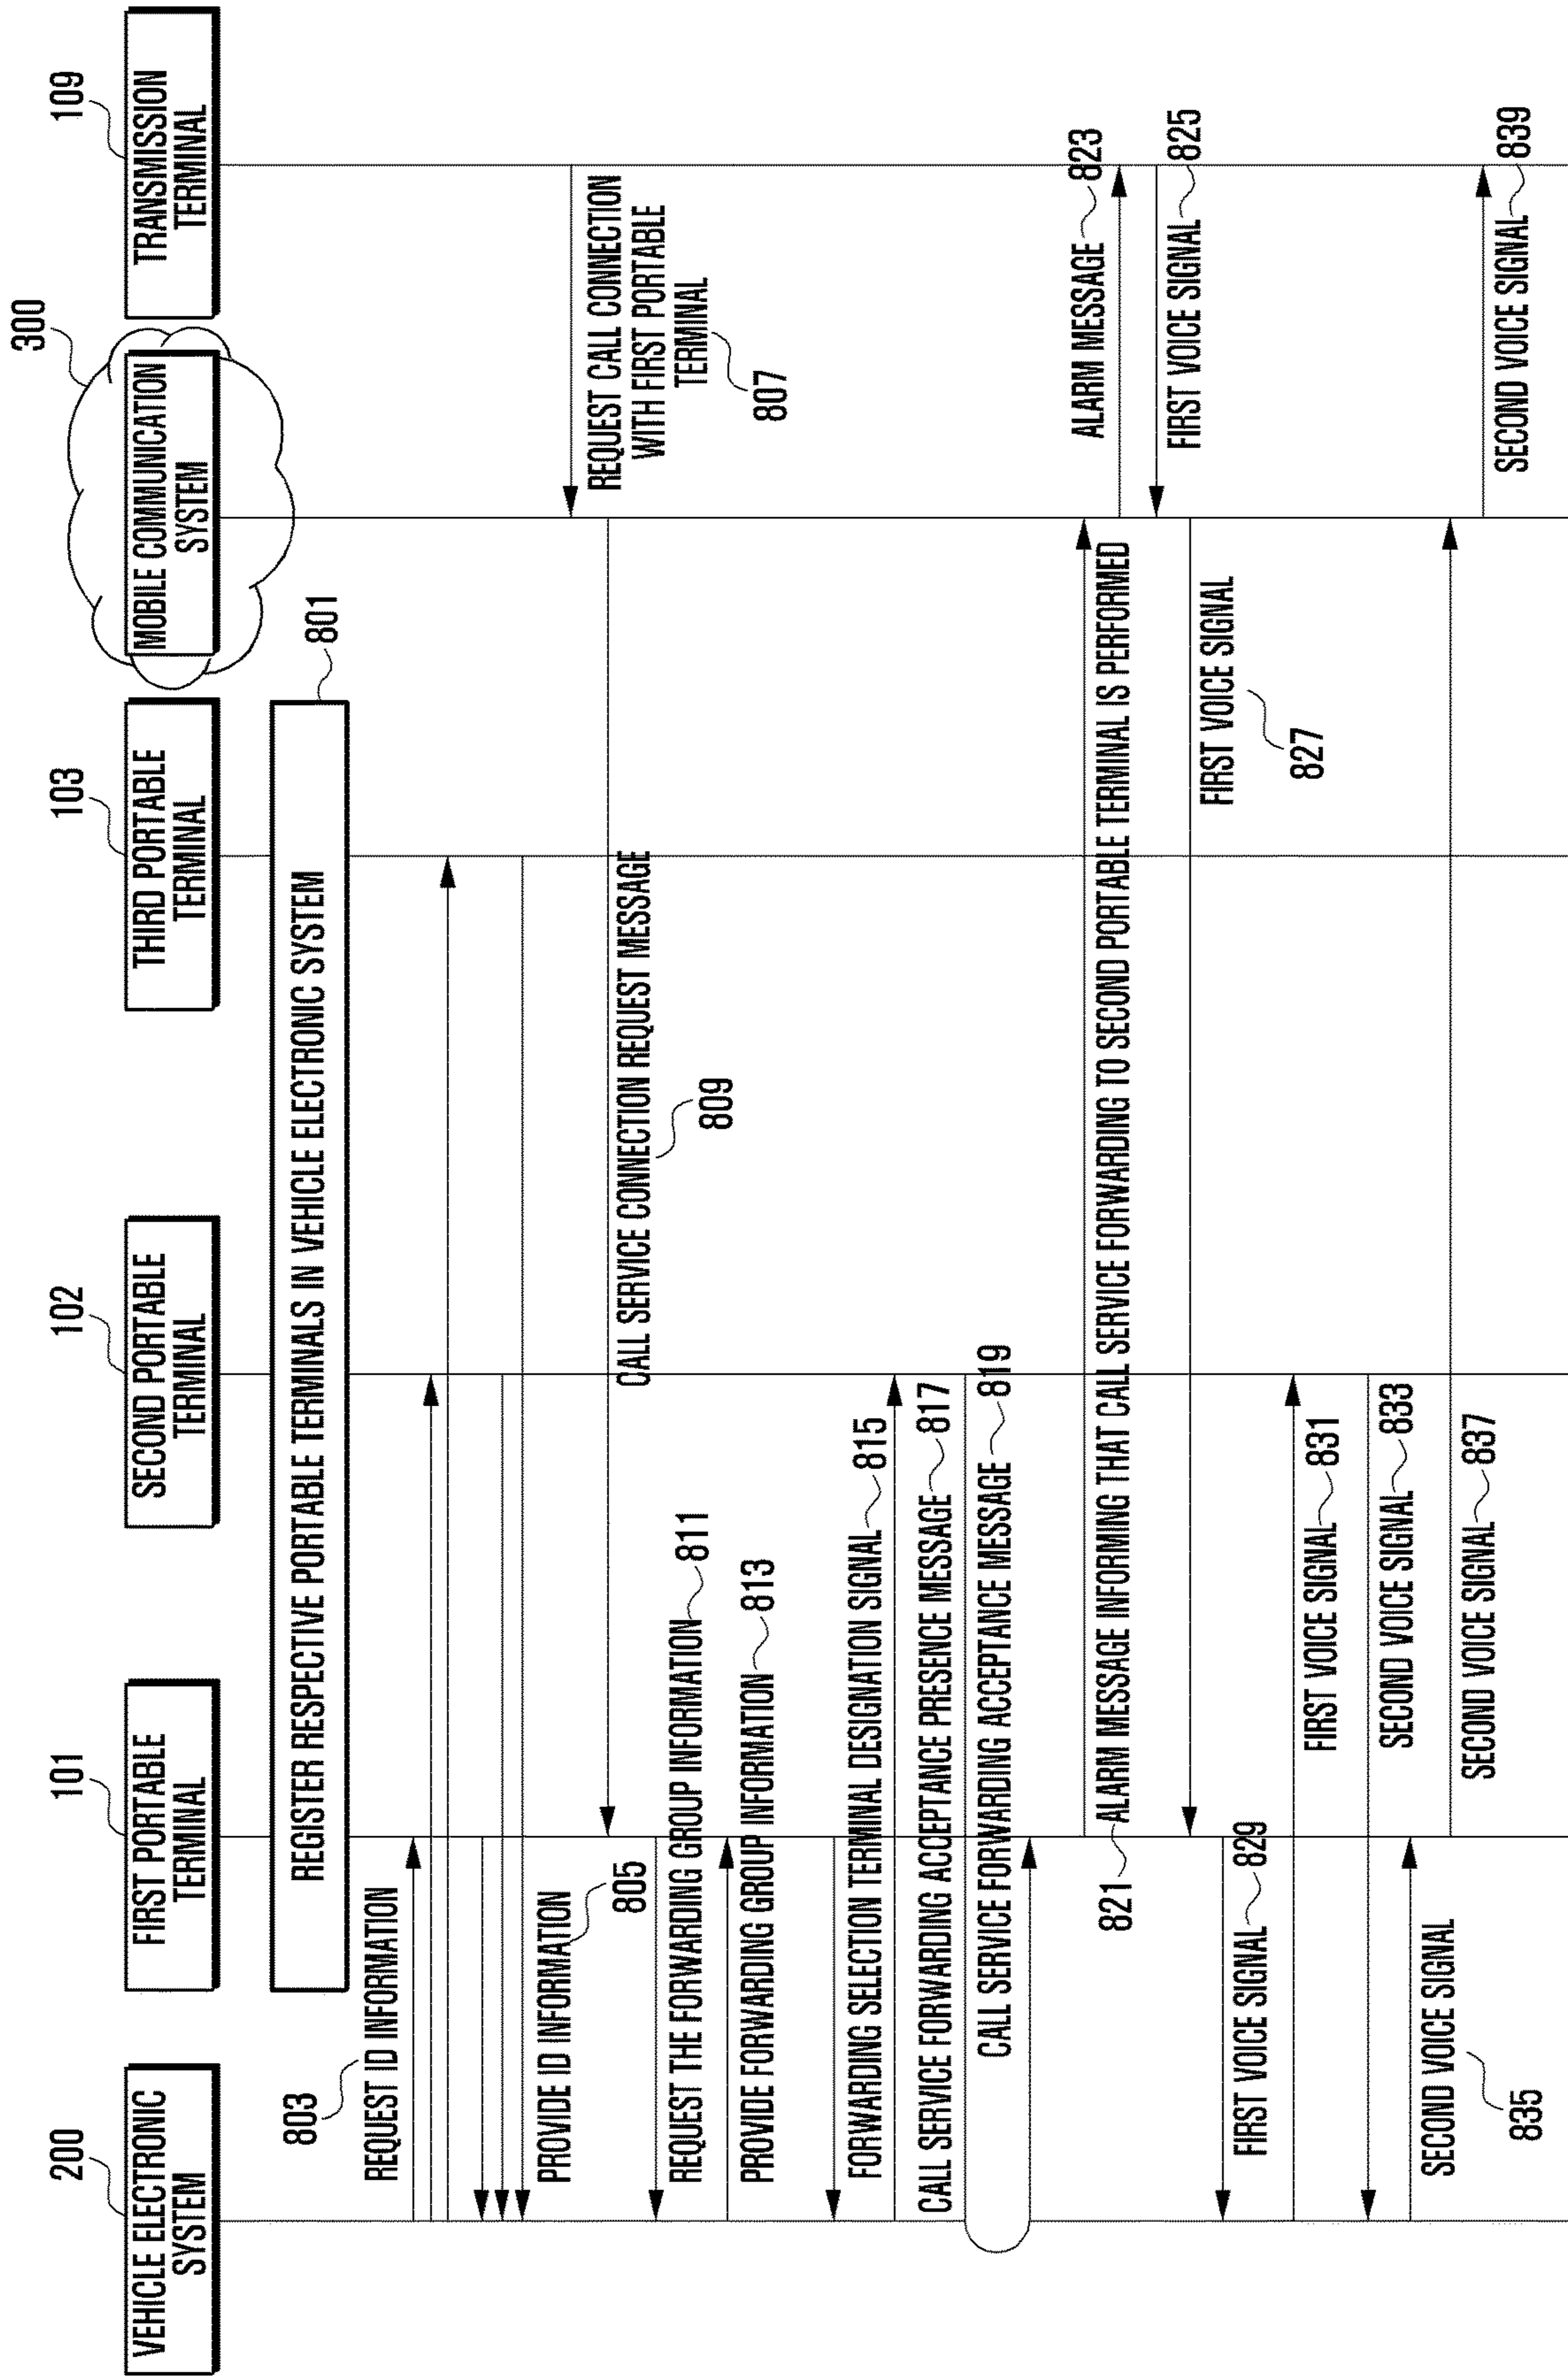 200
VEHICLE ELECTRONIC
SYSTEM
101
FIRST PORTABLE
TERMINAL
102
SECOND PORTABLE
TERMINAL
103
THIRD PORTABLE
TERMINAL
300
MOBILE COMMUNICATION
SYSTEM
109
TRANSMISSION
TERMINAL
801
REGISTER RESPECTIVE PORTABLE TERMINALS IN VEHICLE ELECTRONIC SYSTEM
803
REQUEST ID INFORMATION
PROVIDE ID INFORMATION
805
REQUEST CALL CONNECTION
WITH FIRST PORTABLE
TERMINAL
807
CALL SERVICE CONNECTION REQUEST MESSAGE
809
REQUEST THE FORWARDING GROUP INFORMATION 811
PROVIDE FORWARDING GROUP INFORMATION 813
FORWARDING SELECTION TERMINAL DESIGNATION SIGNAL 815
CALL SERVICE FORWARDING ACCEPTANCE PRESENCE MESSAGE 817
CALL SERVICE FORWARDING ACCEPTANCE MESSAGE 819
821 ALARM MESSAGE INFORMING THAT CALL SERVICE FORWARDING TO SECOND PORTABLE TERMINAL IS PERFORMED
ALARM MESSAGE 823
FIRST VOICE SIGNAL 825
FIRST VOICE SIGNAL
827
FIRST VOICE SIGNAL 829
FIRST VOICE SIGNAL 831
SECOND VOICE SIGNAL 833
SECOND VOICE SIGNAL
835
SECOND VOICE SIGNAL 837
SECOND VOICE SIGNAL 839